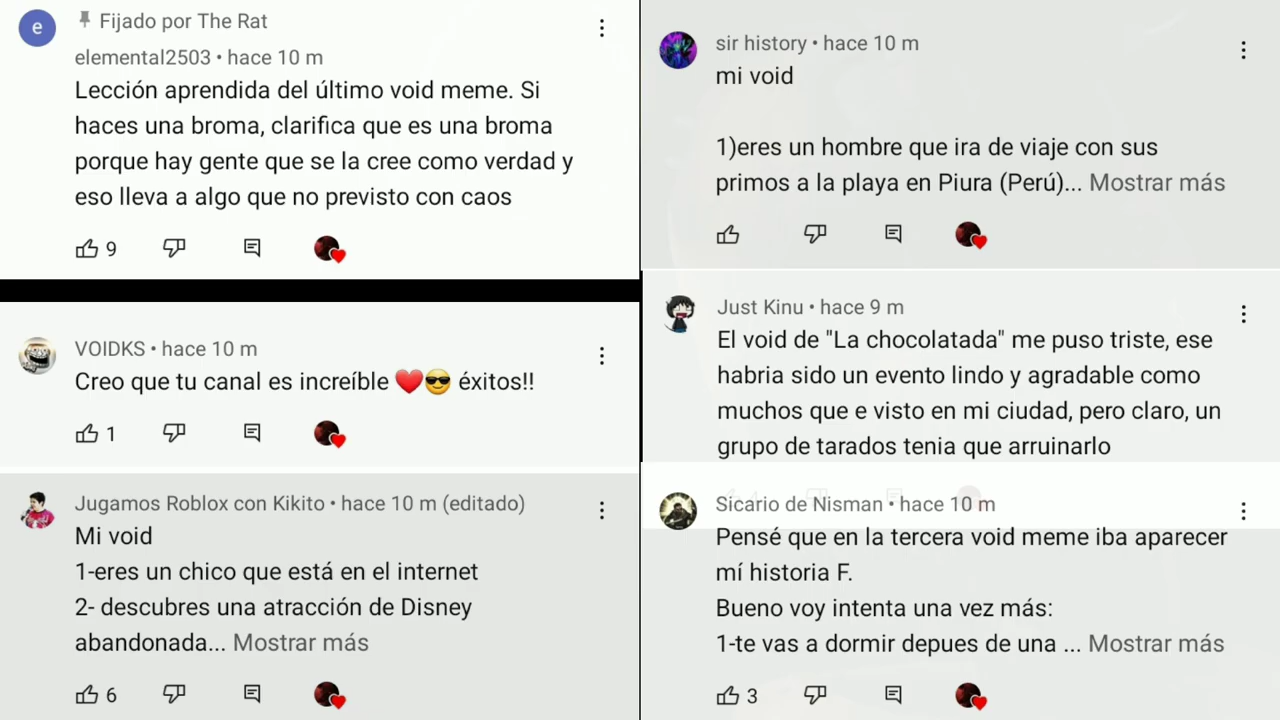 e
Fijado por The Rat
elemental2503 • hace 10 m
Lección aprendida del último void meme. Si
haces una broma, clarifica que es una broma
porque hay gente que se la cree como verdad y
eso lleva a algo que no previsto con caos
9
VOIDKS • hace 10 m
Creo que tu canal es increíble ❤️😎 éxitos!!
1
Jugamos Roblox con Kikito • hace 10 m (editado)
Mi void
1-eres un chico que está en el internet
2- descubres una atracción de Disney
abandonada... Mostrar más
6
sir history • hace 10 m
mi void
1)eres un hombre que ira de viaje con sus
primos a la playa en Piura (Perú)... Mostrar más
Just Kinu • hace 9 m
El void de "La chocolatada" me puso triste, ese
habria sido un evento lindo y agradable como
muchos que e visto en mi ciudad, pero claro, un
grupo de tarados tenia que arruinarlo
Sicario de Nisman • hace 10 m
Pensé que en la tercera void meme iba aparecer
mí historia F.
Bueno voy intenta una vez más:
1-te vas a dormir depues de una ... Mostrar más
3